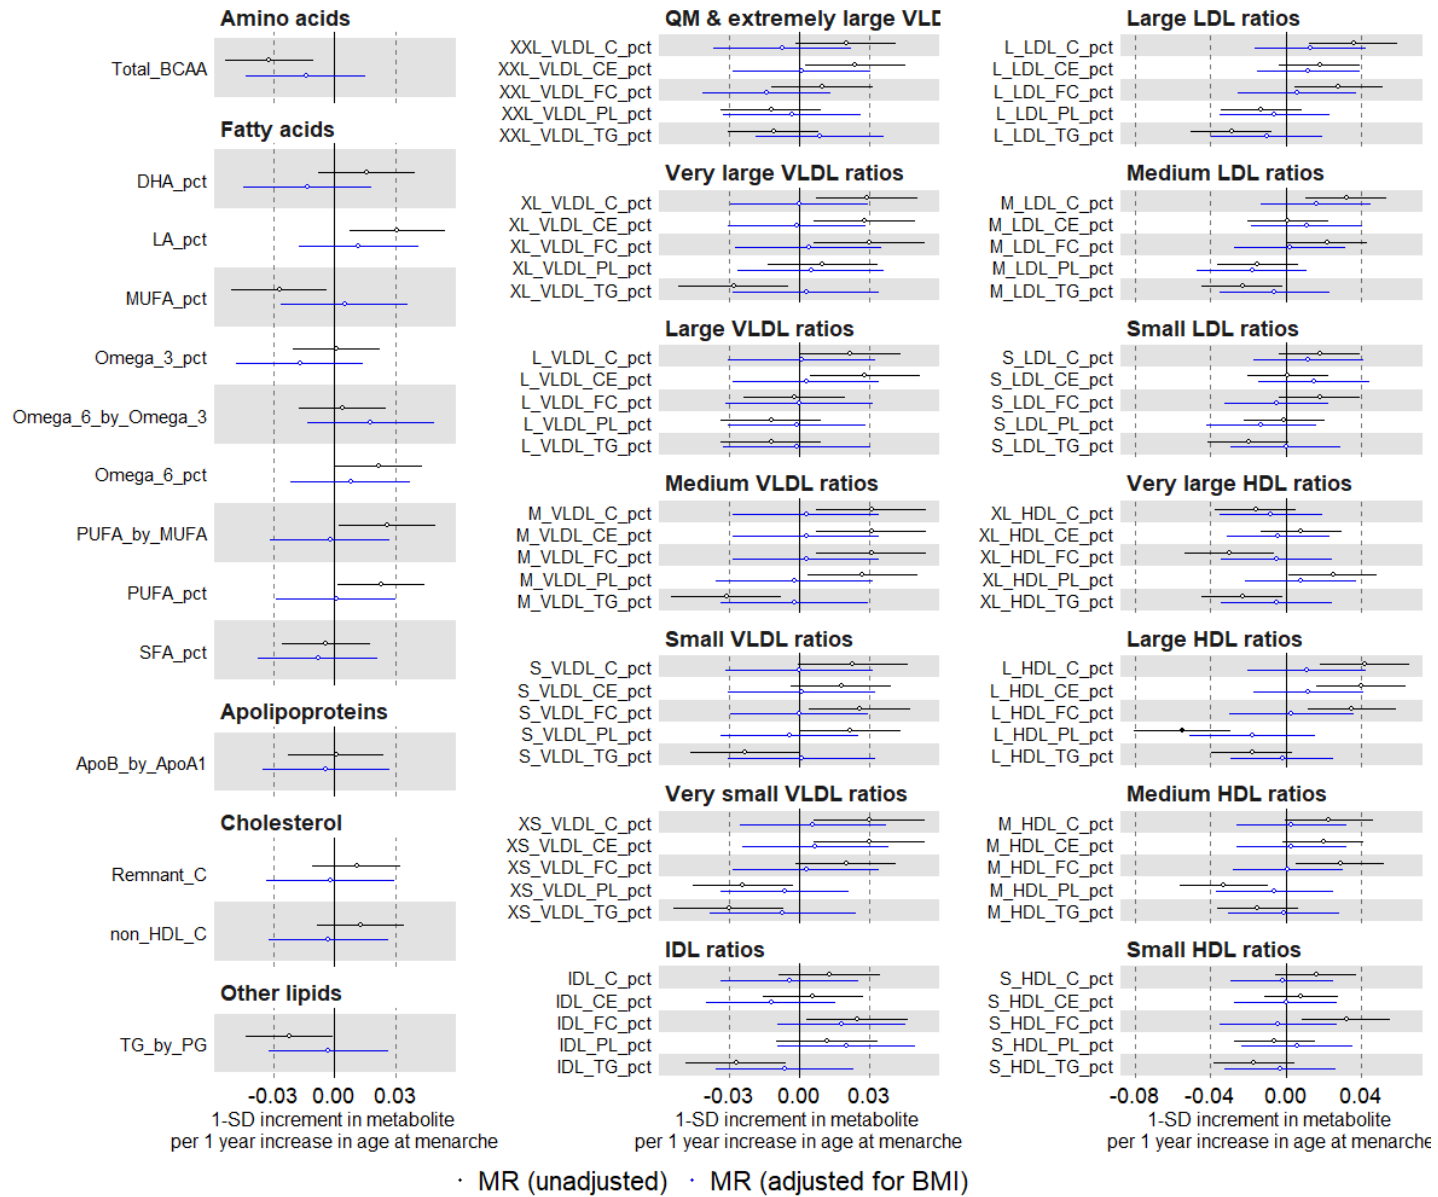 Amino acids
Total_BCAA
Fatty acids
DHA_pct
LA_pct
MUFA_pct
Omega_3_pct
Omega_6_by_Omega_3
Omega_6_pct
PUFA_by_MUFA
PUFA_pct
SFA_pct
Apolipoproteins
ApoB_by_ApoA1
Cholesterol
Remnant_C
non_HDL_C
Other lipids
TG_by_PG
-0.03 0.00 0.03
1-SD increment in metabolite
per 1 year increase in age at menarche
QM & extremely large VLD
XXL_VLDL_C_pct
XXL_VLDL_CE_pct
XXL_VLDL_FC_pct
XXL_VLDL_PL_pct
XXL_VLDL_TG_pct
Very large VLDL ratios
XL_VLDL_C_pct
XL_VLDL_CE_pct
XL_VLDL_FC_pct
XL_VLDL_PL_pct
XL_VLDL_TG_pct
Large VLDL ratios
L_VLDL_C_pct
L_VLDL_CE_pct
L_VLDL_FC_pct
L_VLDL_PL_pct
L_VLDL_TG_pct
Medium VLDL ratios
M_VLDL_C_pct
M_VLDL_CE_pct
M_VLDL_FC_pct
M_VLDL_PL_pct
M_VLDL_TG_pct
Small VLDL ratios
S_VLDL_C_pct
S_VLDL_CE_pct
S_VLDL_FC_pct
S_VLDL_PL_pct
S_VLDL_TG_pct
Very small VLDL ratios
XS_VLDL_C_pct
XS_VLDL_CE_pct
XS_VLDL_FC_pct
XS_VLDL_PL_pct
XS_VLDL_TG_pct
IDL ratios
IDL_C_pct
IDL_CE_pct
IDL_FC_pct
IDL_PL_pct
IDL_TG_pct
-0.03 0.00 0.03
1-SD increment in metabolite
per 1 year increase in age at menarche
Large LDL ratios
L_LDL_C_pct
L_LDL_CE_pct
L_LDL_FC_pct
L_LDL_PL_pct
L_LDL_TG_pct
Medium LDL ratios
M_LDL_C_pct
M_LDL_CE_pct
M_LDL_FC_pct
M_LDL_PL_pct
M_LDL_TG_pct
Small LDL ratios
S_LDL_C_pct
S_LDL_CE_pct
S_LDL_FC_pct
S_LDL_PL_pct
S_LDL_TG_pct
Very large HDL ratios
XL_HDL_C_pct
XL_HDL_CE_pct
XL_HDL_FC_pct
XL_HDL_PL_pct
XL_HDL_TG_pct
Large HDL ratios
L_HDL_C_pct
L_HDL_CE_pct
L_HDL_FC_pct
L_HDL_PL_pct
L_HDL_TG_pct
Medium HDL ratios
M_HDL_C_pct
M_HDL_CE_pct
M_HDL_FC_pct
M_HDL_PL_pct
M_HDL_TG_pct
Small HDL ratios
S_HDL_C_pct
S_HDL_CE_pct
S_HDL_FC_pct
S_HDL_PL_pct
S_HDL_TG_pct
-0.08 -0.04 0.00 0.04
1-SD increment in metabolite
per 1 year increase in age at menarche
MR (unadjusted) MR (adjusted for BMI)